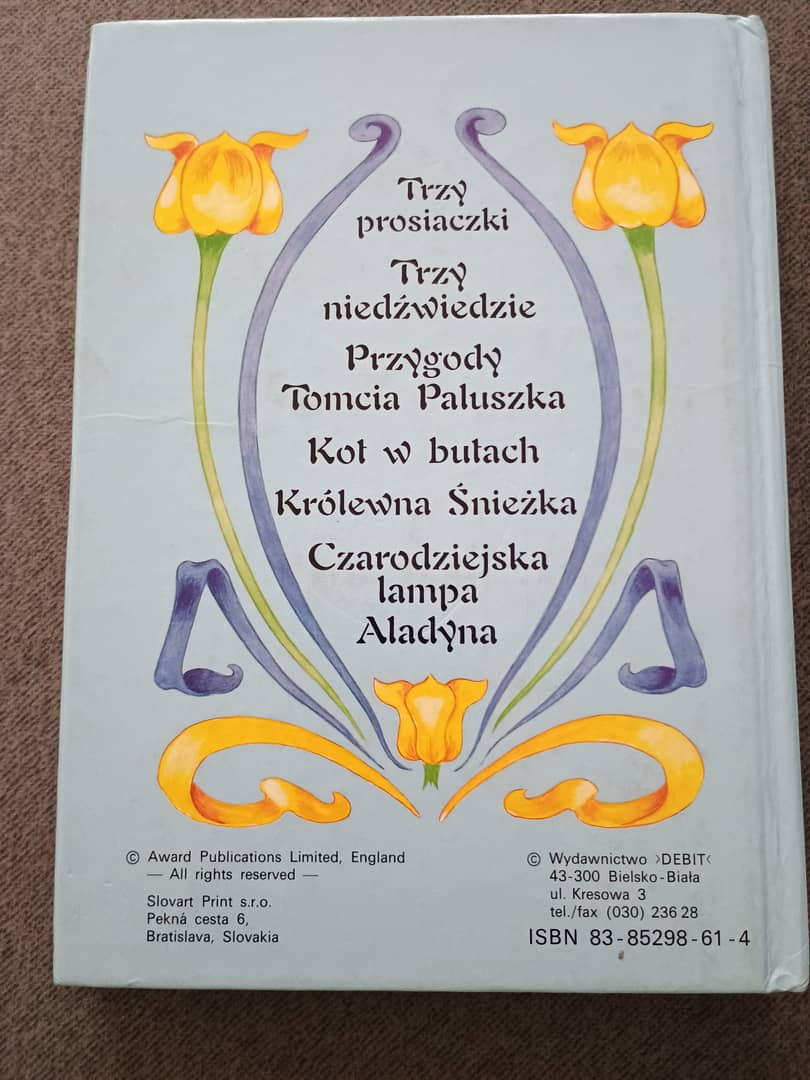 Trzy
prosiaczki
Trzy
niedźwiedzie
Przygody
Tomcia Paluszka
Kot w butach
Królewna Śnieżka
Czarodziejska
lampa
Aladyna
© Award Publications Limited, England
— All rights reserved —
Slovart Print s.r.o.
Pekná cesta 6,
Bratislava, Slovakia
© Wydawnictwo ›DEBIT‹
43-300 Bielsko-Biała
ul. Kresowa 3
tel./fax (030) 236 28
ISBN 83-85298-61-4